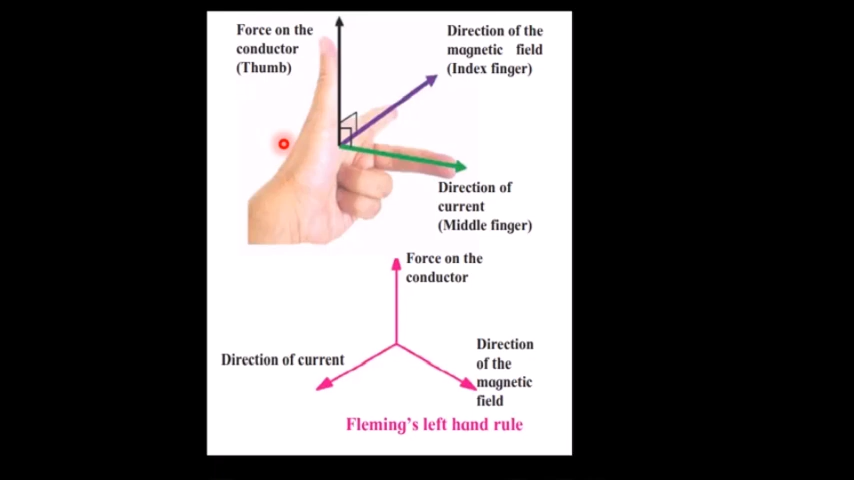 Force on the
conductor
(Thumb)
Direction of the
magnetic field
(Index finger)
Direction of
current
(Middle finger)
Force on the
conductor
Direction of current
Direction
of the
magnetic
field
Fleming's left hand rule